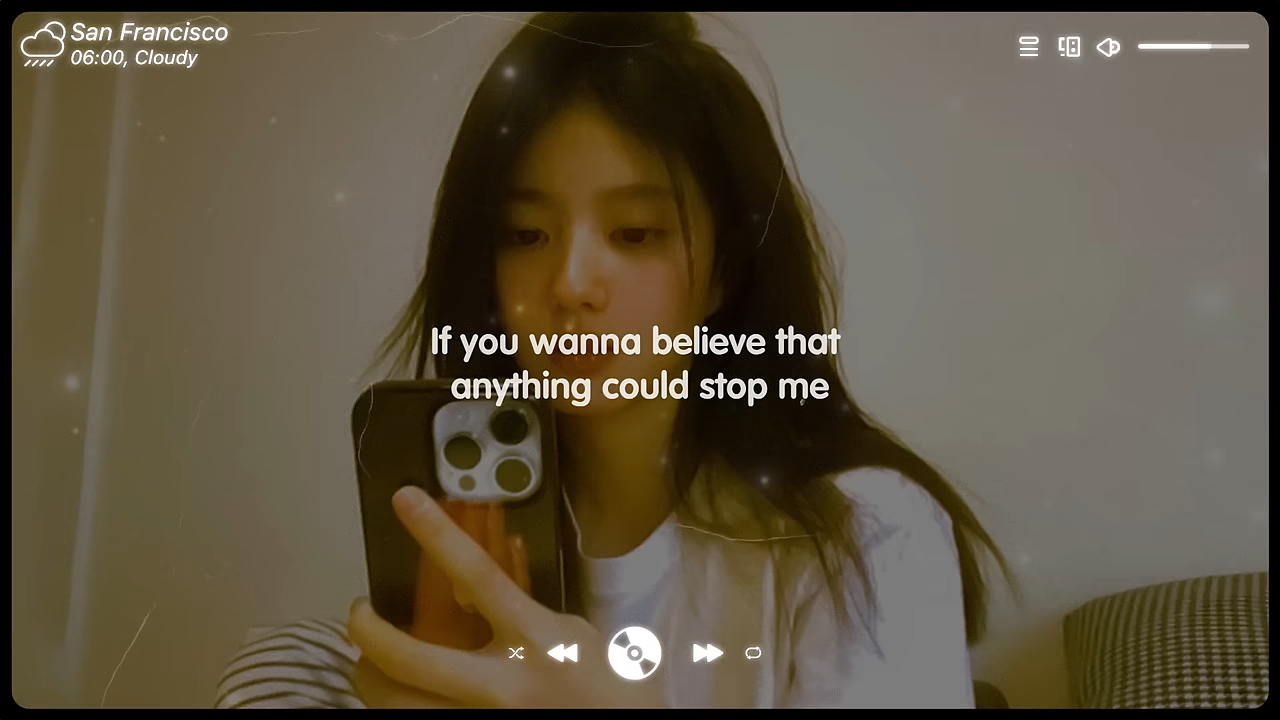 San Francisco
06:00, Cloudy
If you wanna believe that
anything could stop me